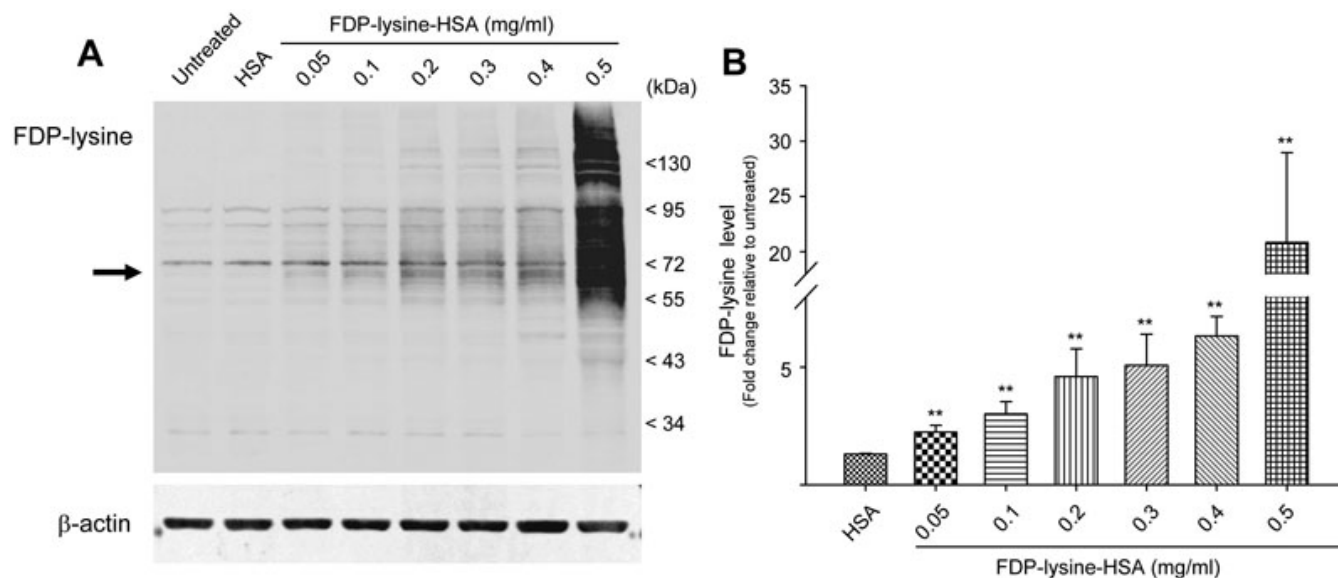 A
FDP-lysine-HSA (mg/ml)
Untreated
HSA
0.05
0.1
0.2
0.3
0.4
0.5
(kDa)
FDP-lysine
<130
< 95
< 72
< 55
< 43
< 34
β-actin
B
FDP-lysine level
(Fold change relative to untreated)
35
30
25
20
5
**
**
**
**
**
**
HSA
0.05
0.1
0.2
0.3
0.4
0.5
FDP-lysine-HSA (mg/ml)